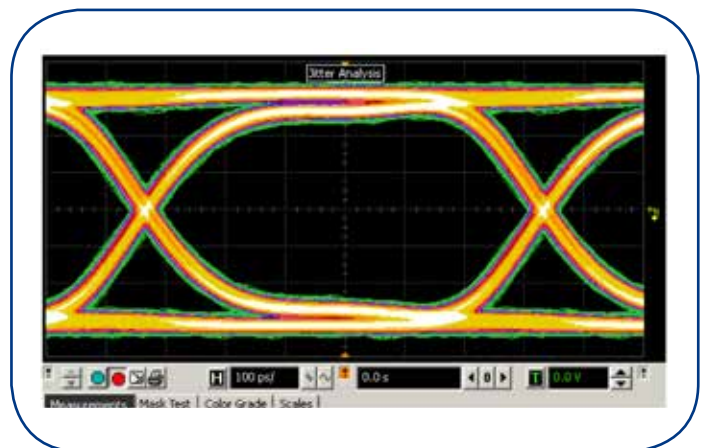 Jitter Analysis
H 100 ps/ 0.0 s 0 T 0.0 V
Measurements Mask Test Color Grade Scales